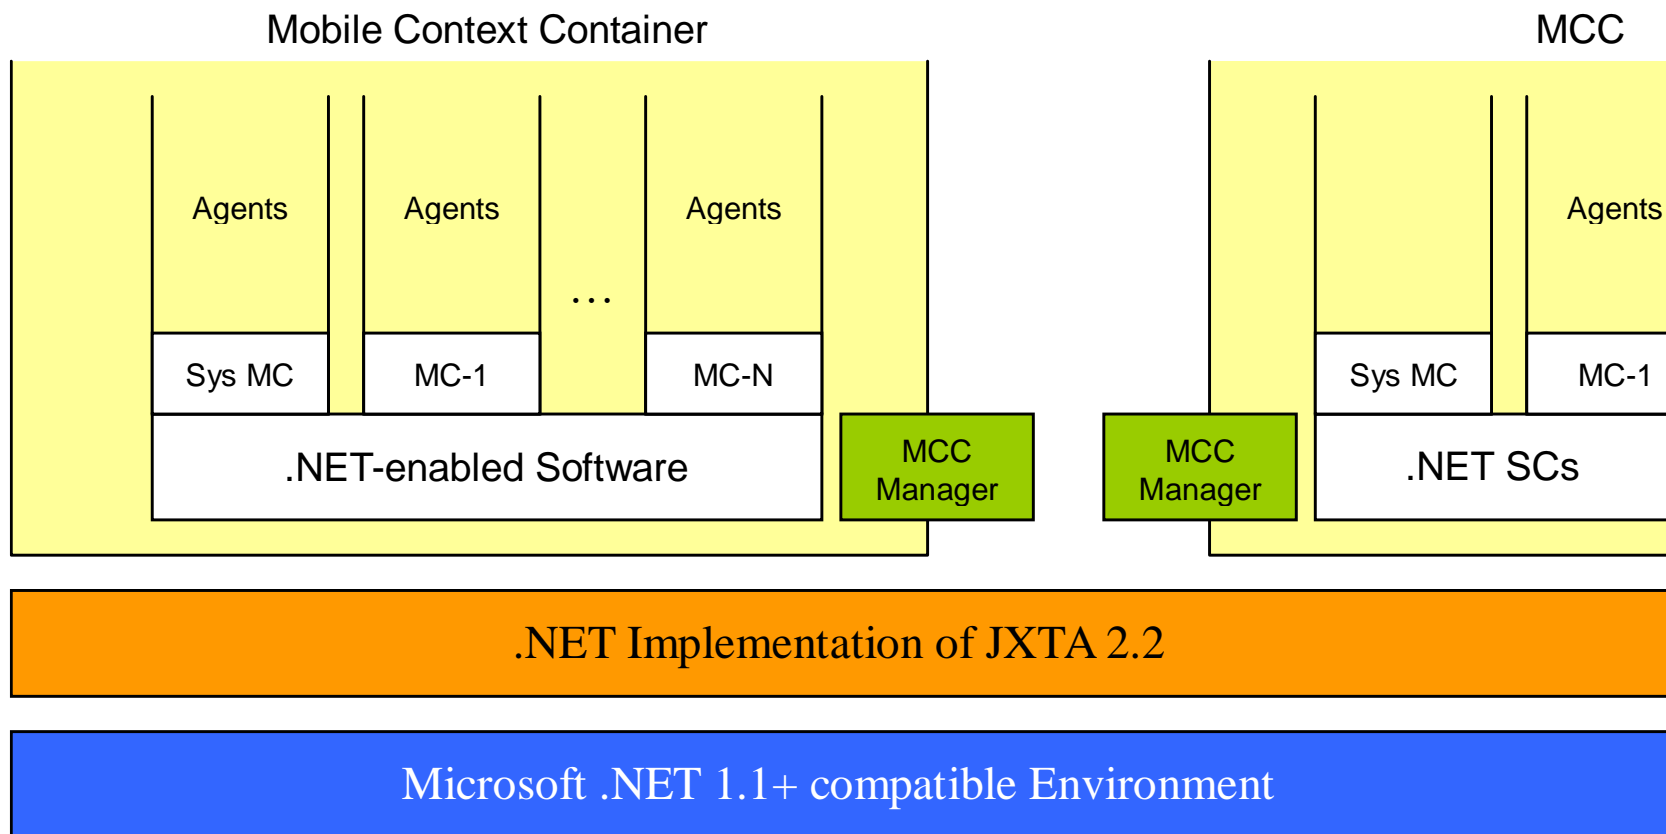 Mobile Context Container
MCC
Agents
Agents
Agents
Agents
…
Sys MC
MC-1
MC-N
Sys MC
MC-1
.NET-enabled Software
MCC
Manager
MCC
Manager
.NET SCs
.NET Implementation of JXTA 2.2
Microsoft .NET 1.1+ compatible Environment